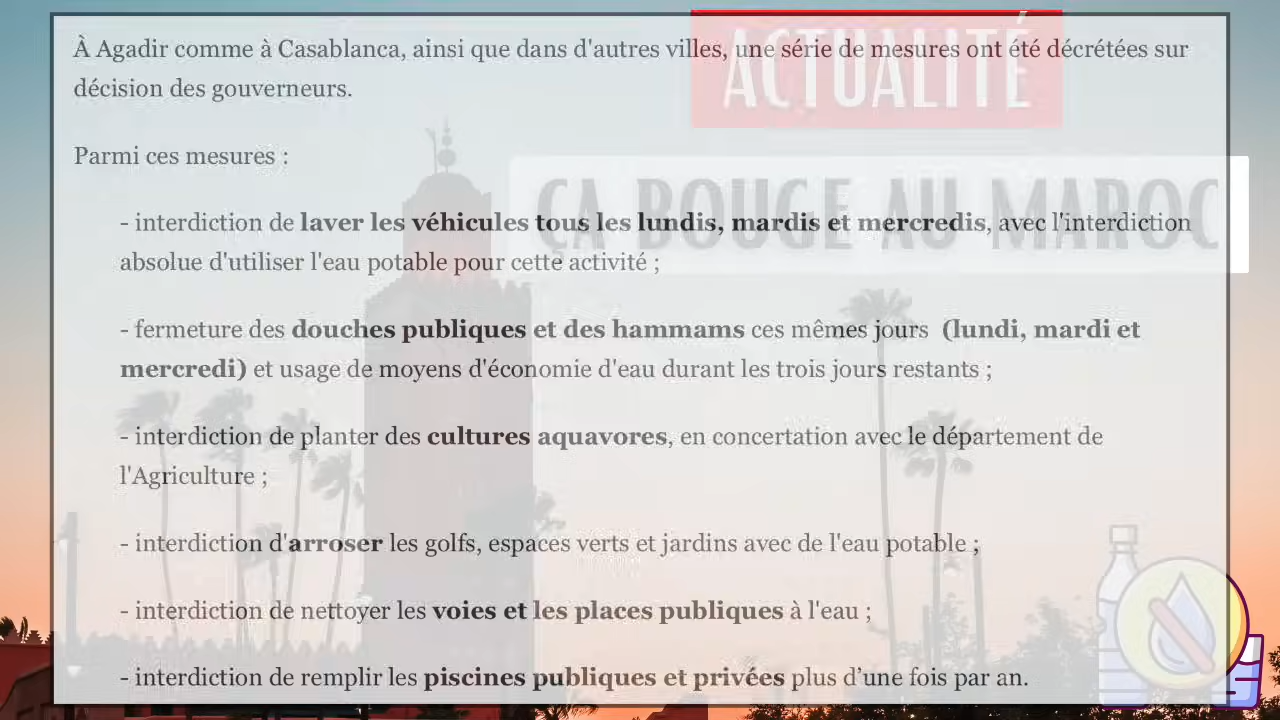 ACTUALITÉ
À Agadir comme à Casablanca, ainsi que dans d'autres villes, une série de mesures ont été décrétées sur
décision des gouverneurs.
Parmi ces mesures :
ÇA BOUGE AU MAROC
- interdiction de laver les véhicules tous les lundis, mardis et mercredis, avec l'interdiction
absolue d'utiliser l'eau potable pour cette activité ;
- fermeture des douches publiques et des hammams ces mêmes jours (lundi, mardi et
mercredi) et usage de moyens d'économie d'eau durant les trois jours restants ;
- interdiction de planter des cultures aquavores, en concertation avec le département de
l'Agriculture ;
- interdiction d'arroser les golfs, espaces verts et jardins avec de l'eau potable ;
- interdiction de nettoyer les voies et les places publiques à l'eau ;
- interdiction de remplir les piscines publiques et privées plus d’une fois par an.